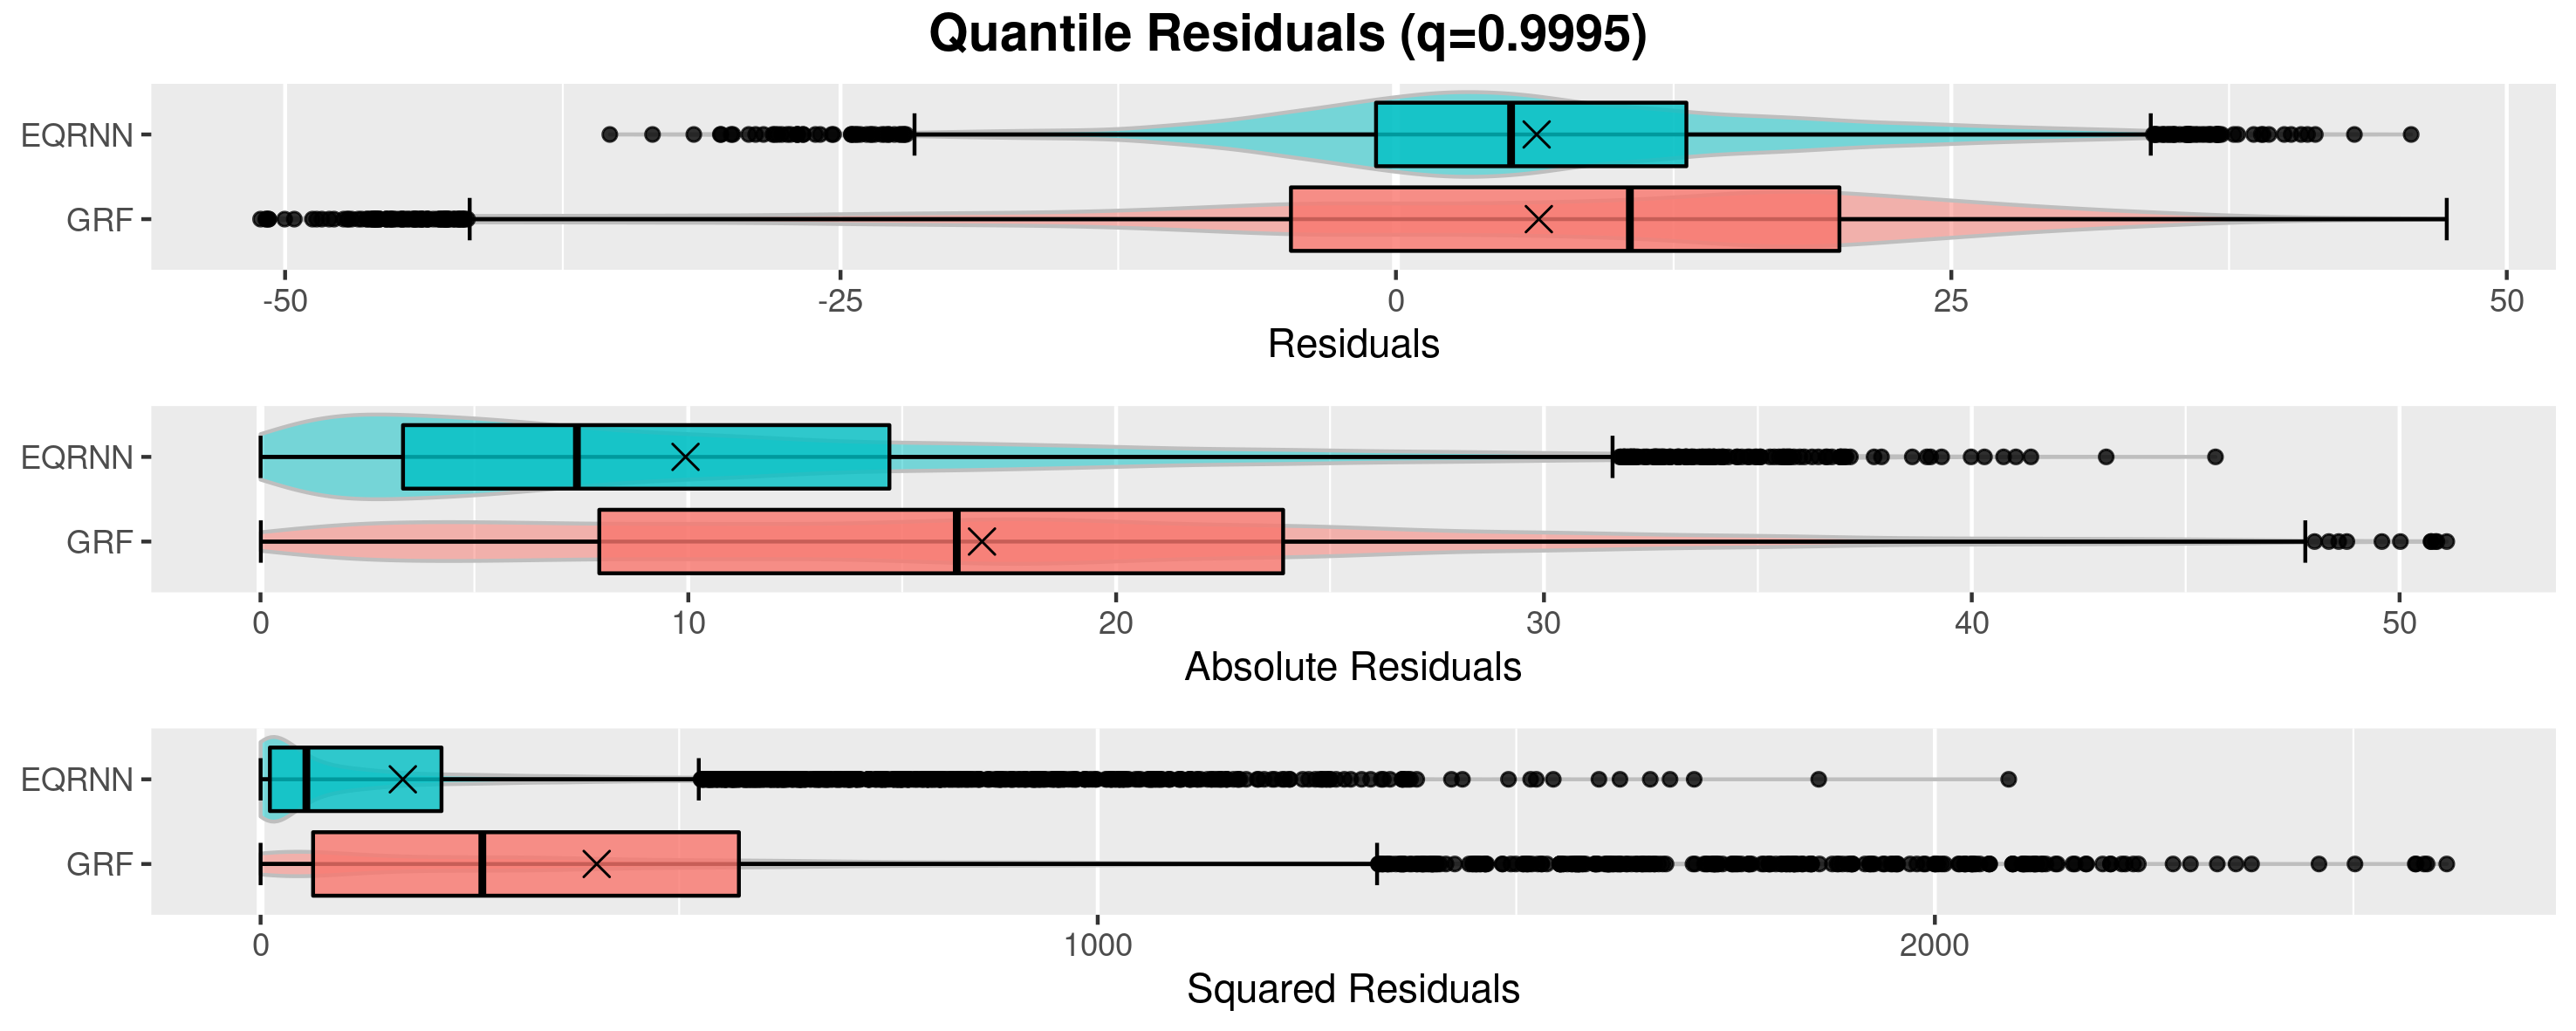 Quantile Residuals (q=0.9995)
EQRNN
GRF
-50 -25 0 25 50
Residuals
EQRNN
GRF
0 10 20 30 40 50
Absolute Residuals
EQRNN
GRF
0 1000 2000
Squared Residuals